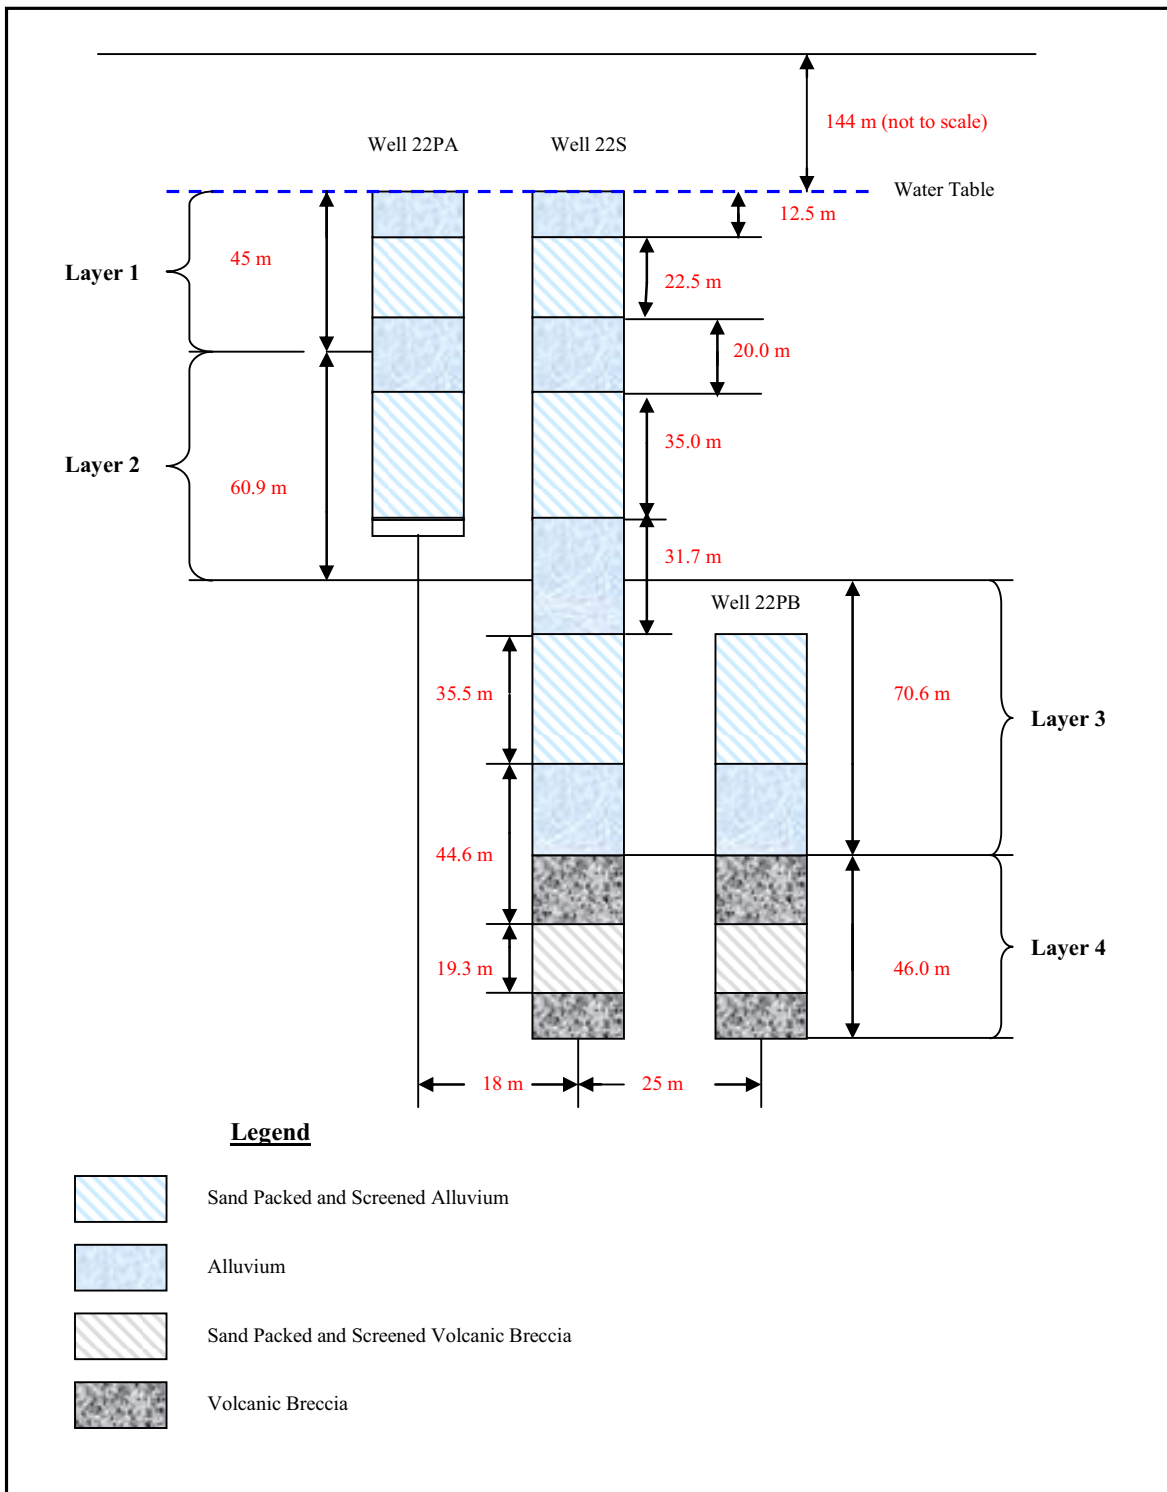 144 m (not to scale)
Well 22PA
Well 22S
Water Table
12.5 m
45 m
Layer 1
22.5 m
20.0 m
35.0 m
Layer 2
60.9 m
31.7 m
Well 22PB
35.5 m
70.6 m
Layer 3
44.6 m
19.3 m
46.0 m
Layer 4
18 m
25 m
Legend
Sand Packed and Screened Alluvium
Alluvium
Sand Packed and Screened Volcanic Breccia
Volcanic Breccia